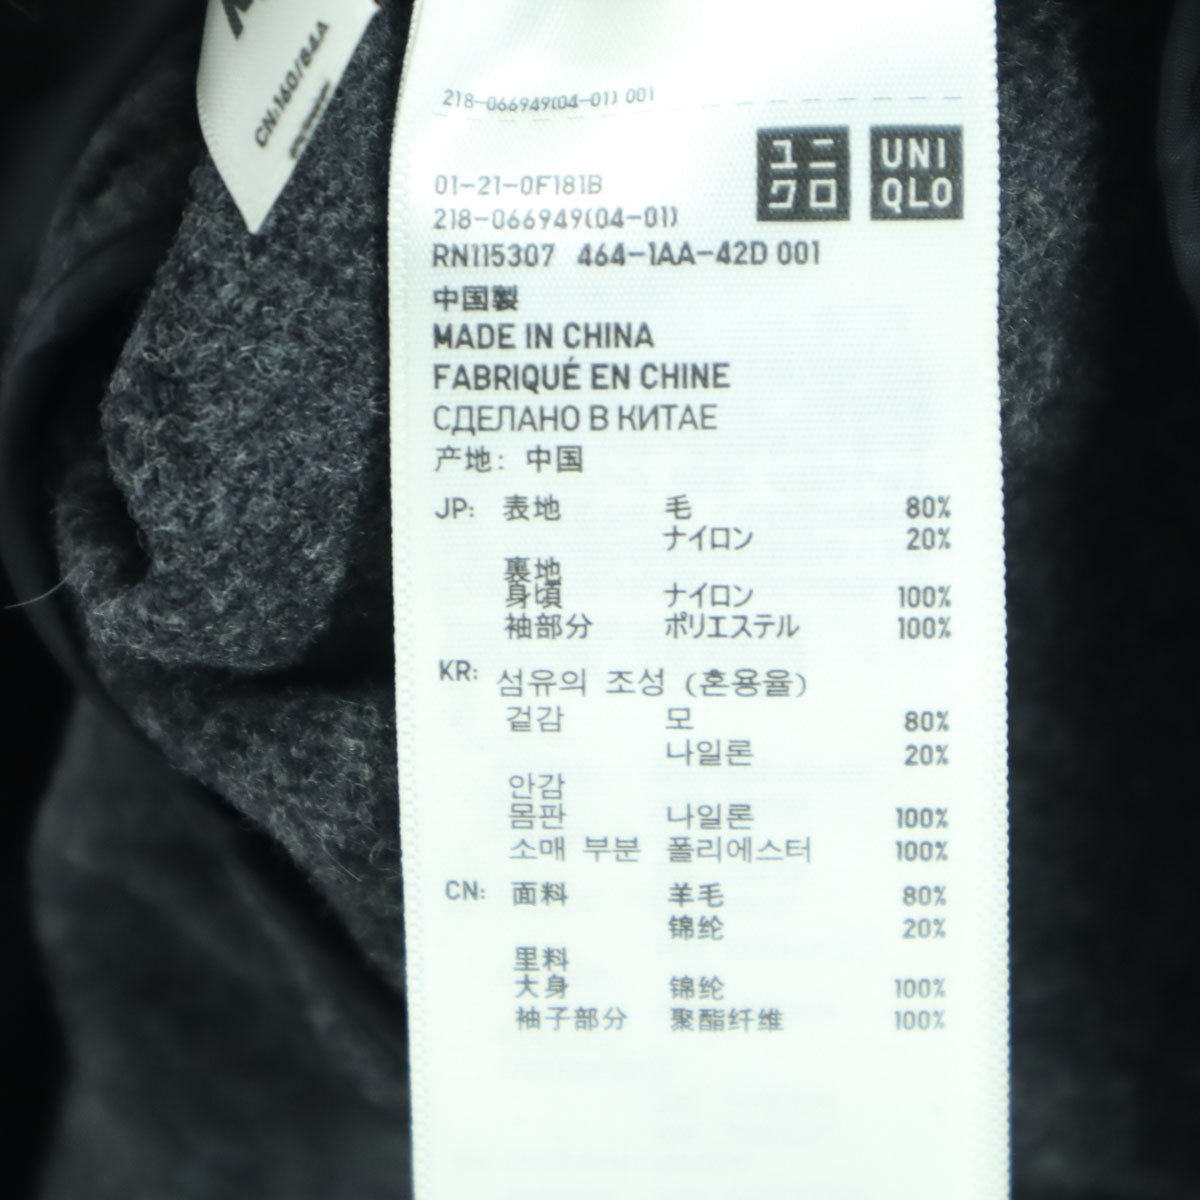 CN:160/84A
218-066949(04-01) 001
ユニ
クロ
UNI
QLO
01-21-0F181B
218-066949(04-01)
RN115307 464-1AA-42D 001
中国製
MADE IN CHINA
FABRIQUÉ EN CHINE
СДЕЛАНО В КИТАЕ
产地: 中国
JP: 表地 毛 80%
ナイロン 20%
裏地
身頃 ナイロン 100%
袖部分 ポリエステル 100%
KR: 섬유의 조성 (혼용율)
겉감 모 80%
나일론 20%
안감
몸판 나일론 100%
소매 부분 폴리에스터 100%
CN: 面料 羊毛 80%
锦纶 20%
里料
大身 锦纶 100%
袖子部分 聚酯纤维 100%